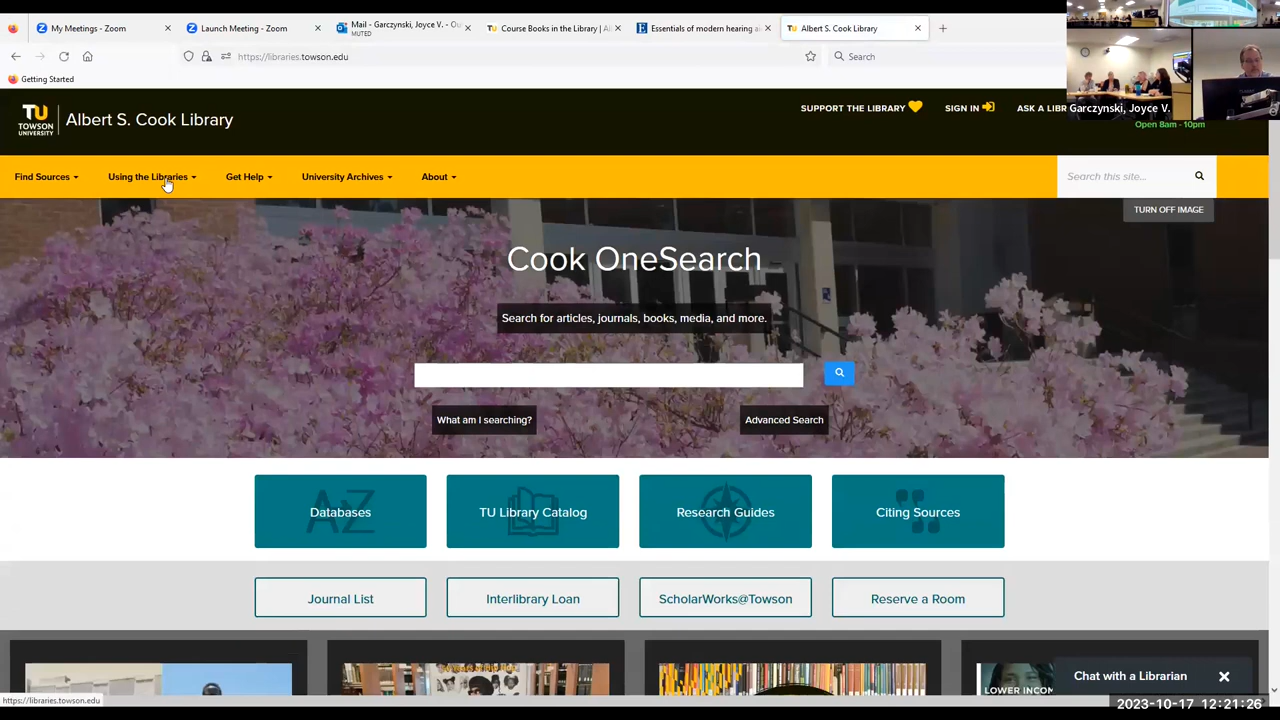 My Meetings - Zoom
Launch Meeting - Zoom
Mail - Garczynski, Joyce V. - Ou
MUTED
Course Books in the Library | Al
Essentials of modern hearing a
Albert S. Cook Library
https://libraries.towson.edu
Search
Getting Started
TU
TOWSON
UNIVERSITY
Albert S. Cook Library
SUPPORT THE LIBRARY
SIGN IN
ASK A LIBR
Garczynski, Joyce V.
Open 8am - 10pm
Find Sources
Using the Libraries
Get Help
University Archives
About
Search this site...
TURN OFF IMAGE
Cook OneSearch
Search for articles, journals, books, media, and more.
What am I searching?
Advanced Search
Databases
TU Library Catalog
Research Guides
Citing Sources
Journal List
Interlibrary Loan
ScholarWorks@Towson
Reserve a Room
LOWER INCOM
Chat with a Librarian
https://libraries.towson.edu
2023-10-17 12:21:26